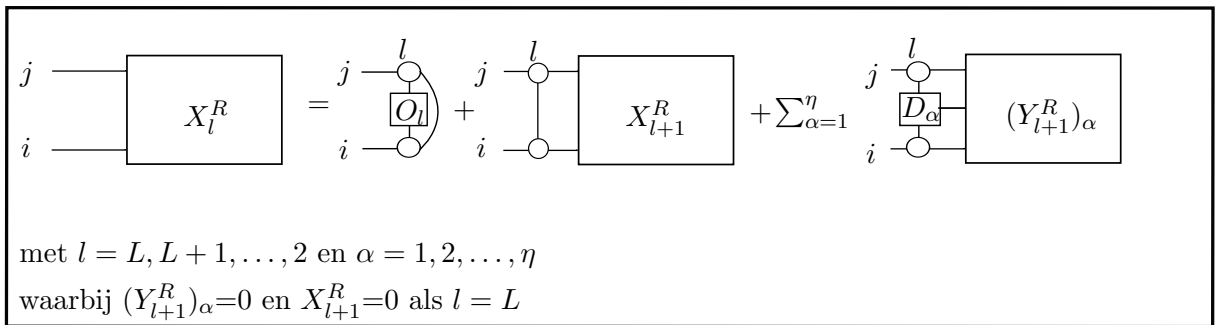 l l l
j j j j
X_l^R = O_l + X_{l+1}^R + ∑_{α=1}^η D_α (Y_{l+1}^R)_α
i i i i
met l = L, L + 1, . . . , 2 en α = 1, 2, . . . , η
waarbij (Y_{l+1}^R)_α=0 en X_{l+1}^R=0 als l = L